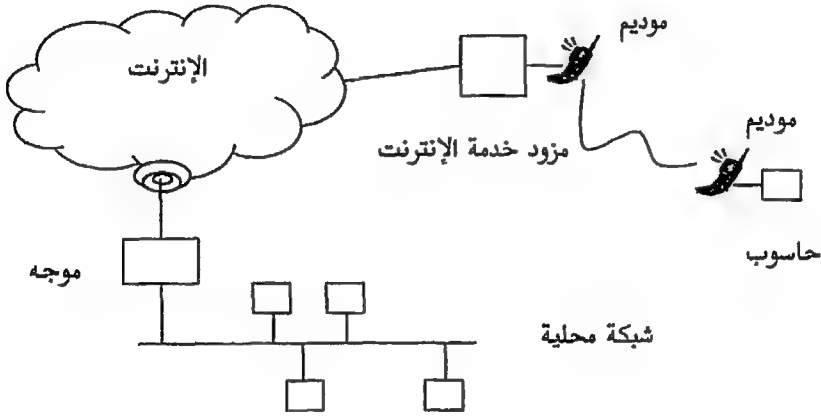 موديم
الإنترنت
موديم
مزود خدمة الإنترنت
حاسوب
موجه
شبكة محلية